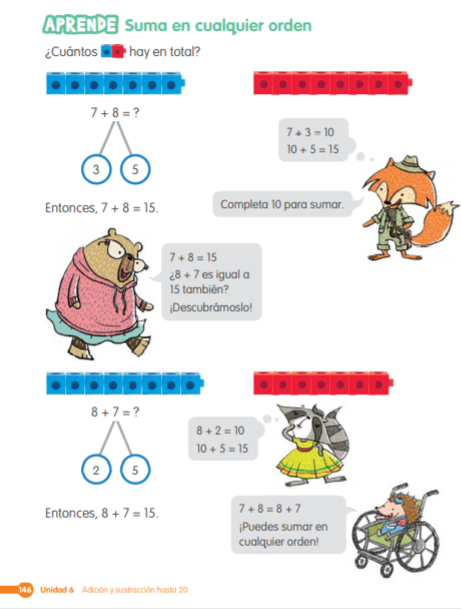 APRENDE Suma en cualquier orden
¿Cuántos hay en total?
7 + 8 = ?
3 5
7 + 3 = 10
10 + 5 = 15
Completa 10 para sumar.
Entonces, 7 + 8 = 15.
7 + 8 = 15
¿8 + 7 es igual a
15 también?
¡Descubrámoslo!
8 + 7 = ?
2 5
8 + 2 = 10
10 + 5 = 15
Entonces, 8 + 7 = 15.
7 + 8 = 8 + 7
¡Puedes sumar en
cualquier orden!
146 Unidad 6 Adición y sustracción hasta 20